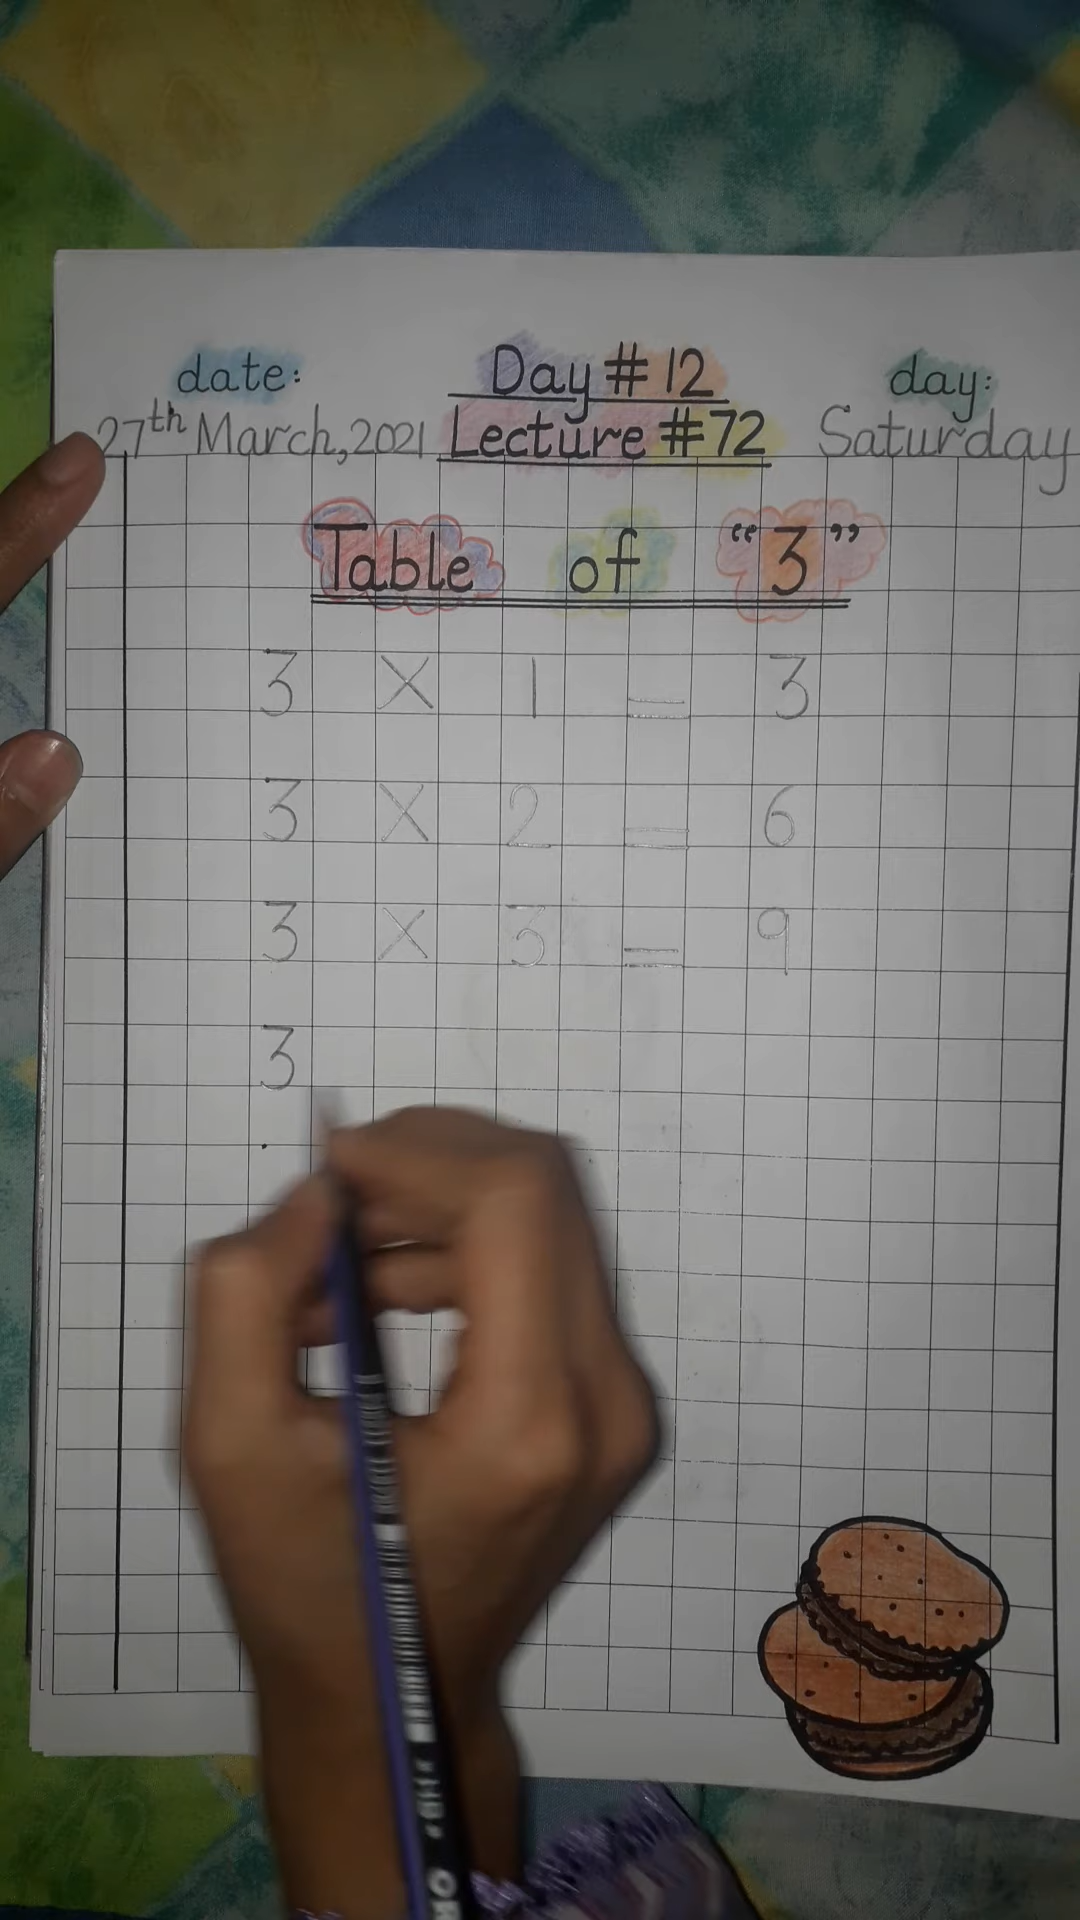 date: Day # 12 day:
27th March, 2021 Lecture # 72 Saturday
Table of “3”
3 × 1 = 3
3 × 2 = 6
3 × 3 = 9
3